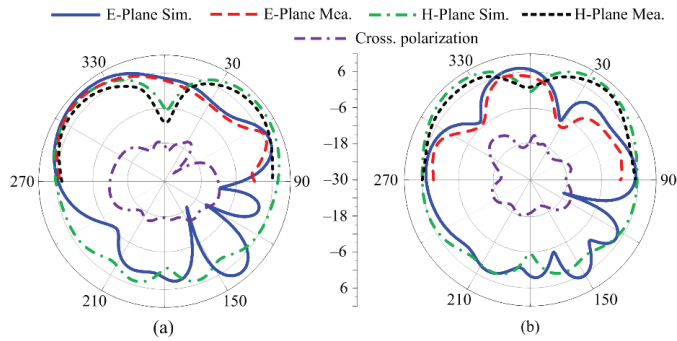 E-Plane Sim. E-Plane Mea. H-Plane Sim. H-Plane Mea.
Cross. polarization
330 30 6 330 30
-6
-18
270 90 -30 270 90
-18
-6
210 150 6 210 150
(a) (b)